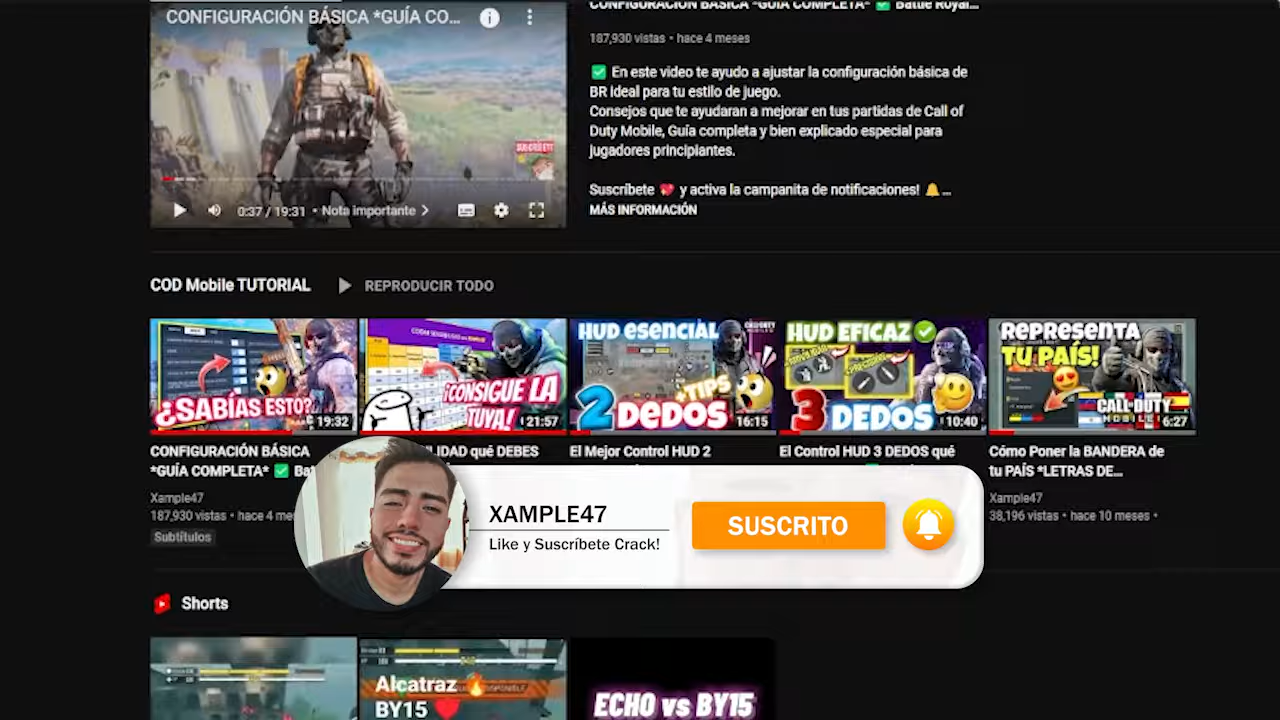 CONFIGURACIÓN BÁSICA *GUÍA CO...
CONFIGURACIÓN BÁSICA *GUÍA COMPLETA* ✅ Battle Royal...
187,930 vistas • hace 4 meses
✅ En este video te ayudo a ajustar la configuración básica de
BR ideal para tu estilo de juego.
Consejos que te ayudaran a mejorar en tus partidas de Call of
Duty Mobile, Guía completa y bien explicado especial para
jugadores principiantes.
Suscríbete 💖 y activa la campanita de notificaciones! 🔔...
MÁS INFORMACIÓN
SUSCRÍBETE
0:37 / 19:31 • Nota importante >
COD Mobile TUTORIAL
REPRODUCIR TODO
¿SABÍAS ESTO?
19:32
¡CONSIGUE LA
TUYA!
21:57
HUD ESENCIAL
+TIPS
2 DEDOS
16:15
HUD EFICAZ
3 DEDOS
10:40
REPRESENTA
TU PAÍS!
CALL OF DUTY
MOBILE
6:27
CONFIGURACIÓN BÁSICA
*GUÍA COMPLETA* ✅ Bat
Xample47
187,930 vistas • hace 4 me
Subtítulos
ILIDAD qué DEBES
El Mejor Control HUD 2
El Control HUD 3 DEDOS qué
Cómo Poner la BANDERA de
tu PAÍS *LETRAS DE...
Xample47
38,196 vistas • hace 10 meses •
XAMPLE47
Like y Suscríbete Crack!
SUSCRITO
Shorts
Alcatraz 🔥
BY15 ❤️
ECHO vs BY15